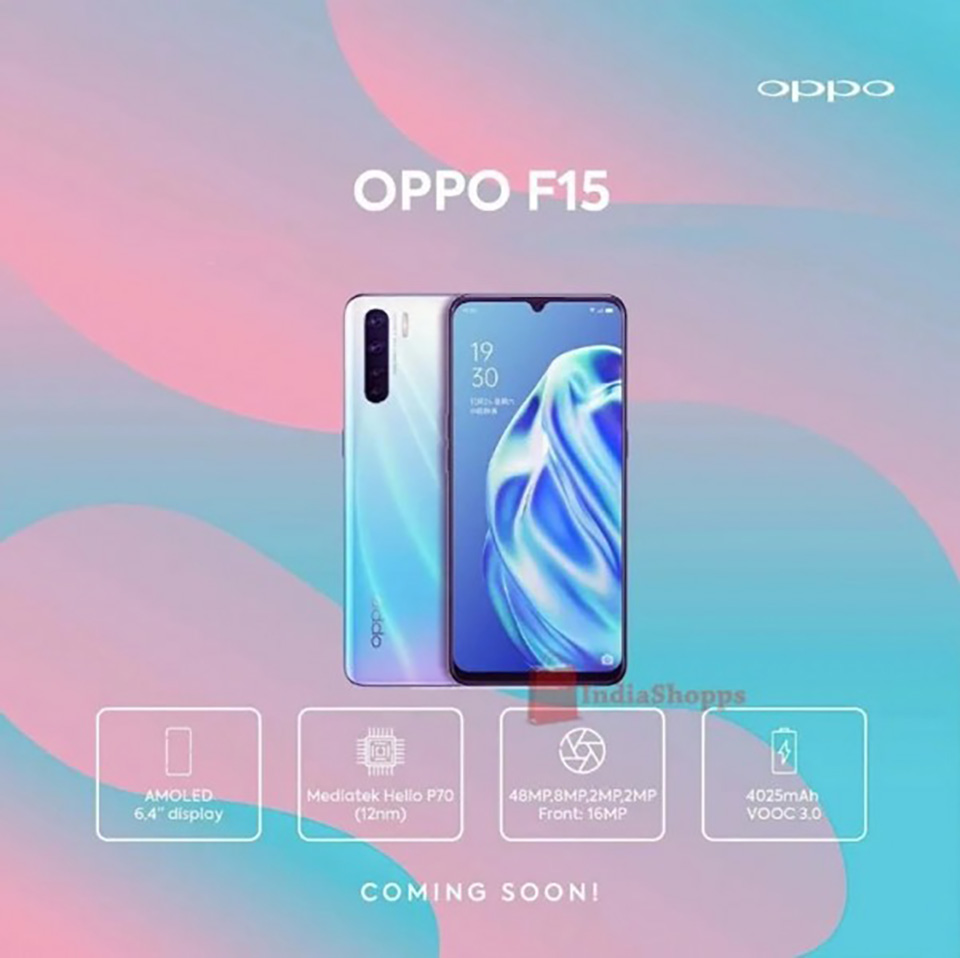 oppo
OPPO F15
19
30
oppo
IndiaShopps
AMOLED
6.4" display
Mediatek Helio P70
(12nm)
48MP,8MP,2MP,2MP
Front: 16MP
4025mAh
VOOC 3.0
COMING SOON!